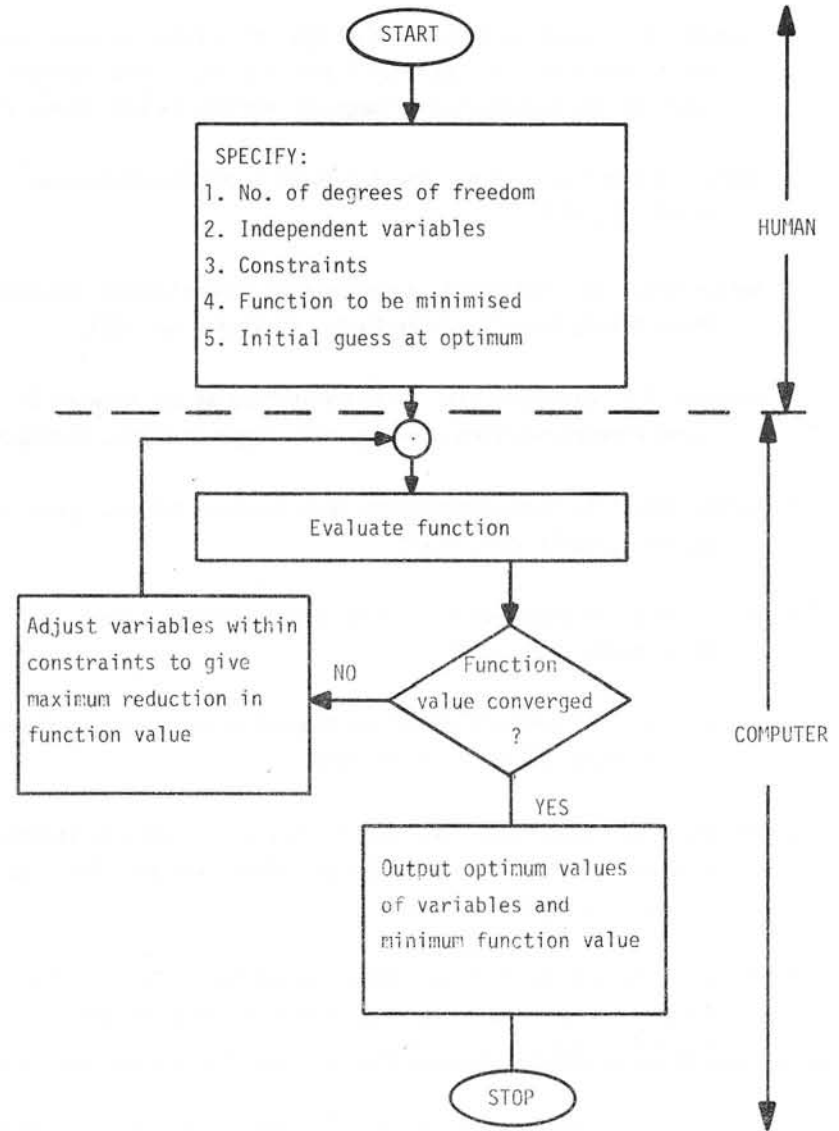 START
SPECIFY:
1. No. of degrees of freedom
2. Independent variables
3. Constraints
4. Function to be minimised
5. Initial guess at optimum
HUMAN
Evaluate function
Adjust variables within
constraints to give
maximum reduction in
function value
NO
Function
value converged
?
COMPUTER
YES
Output optimum values
of variables and
minimum function value
STOP